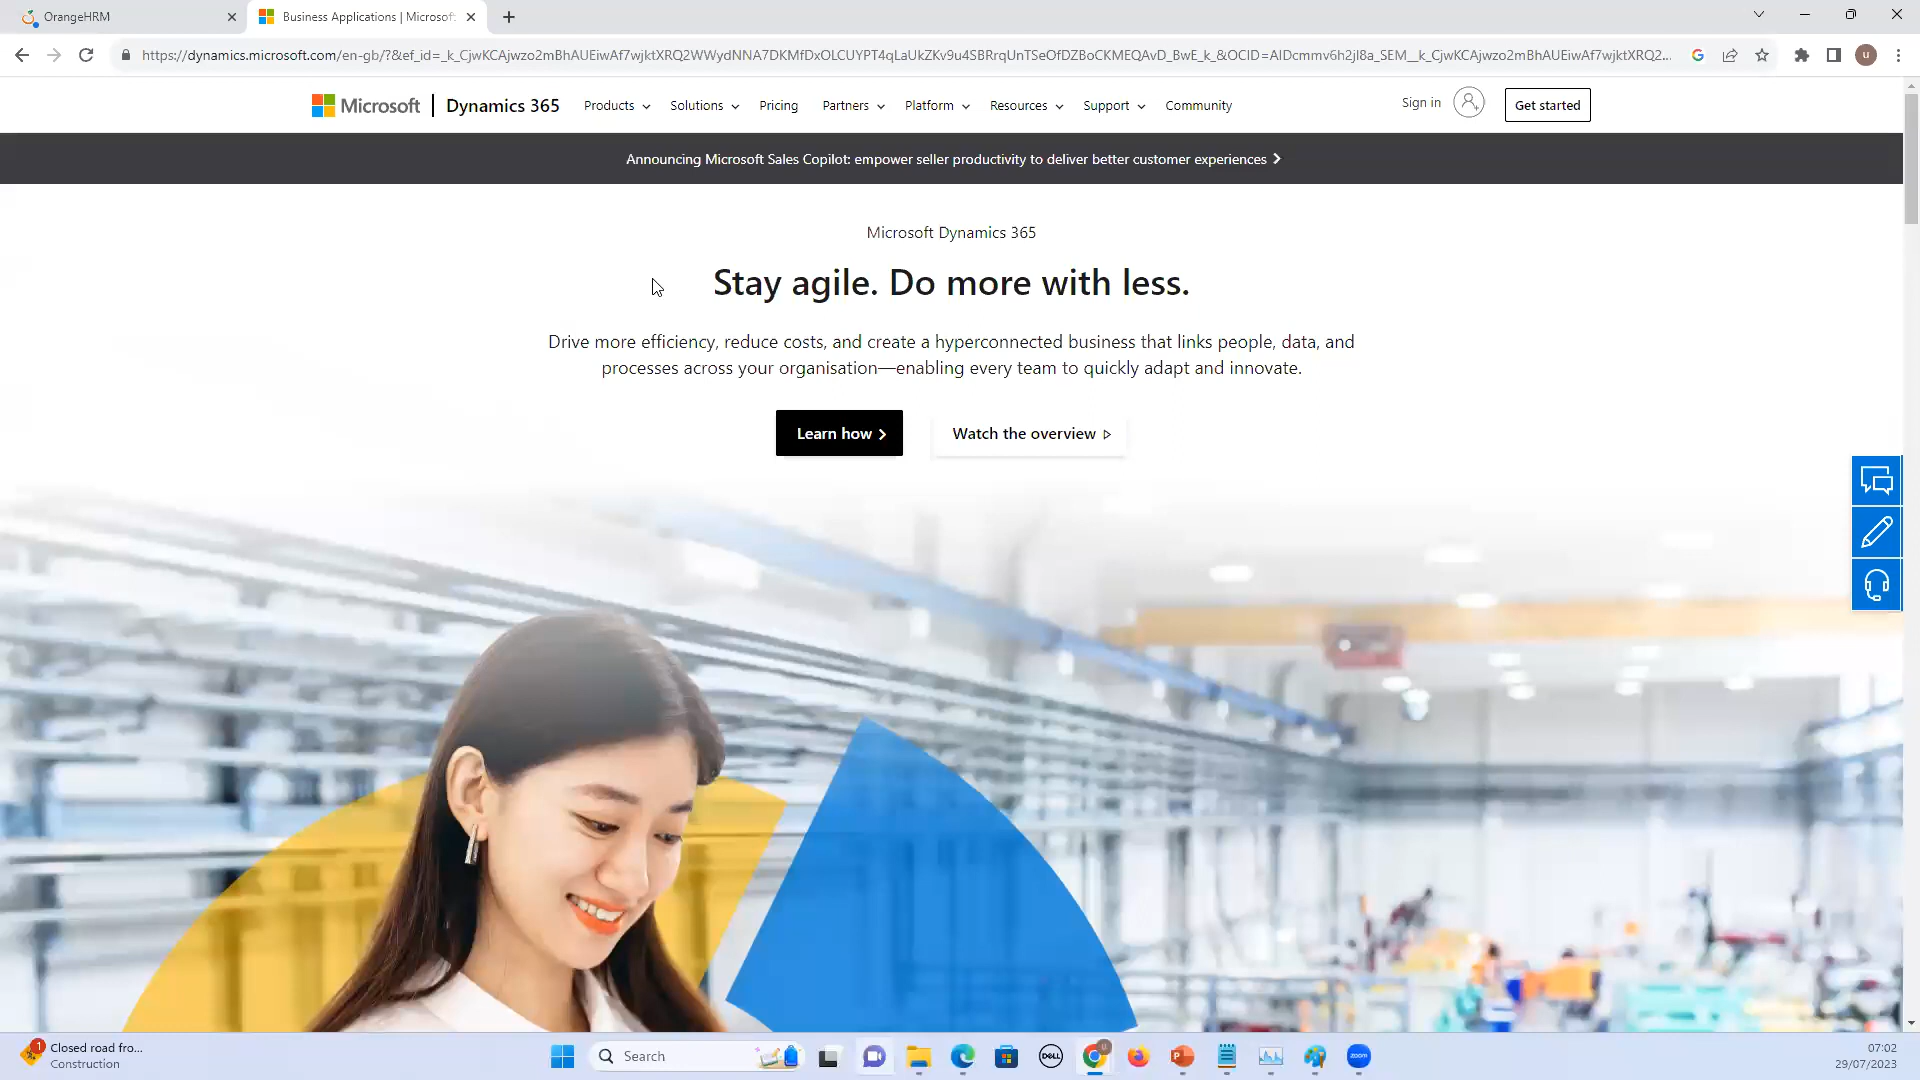 OrangeHRM
Business Applications | Microsoft
https://dynamics.microsoft.com/en-gb/?&ef_id=_k_CjwKCAjwzo2mBhAUEiwAf7wjktXRQ2WWydNNA7DKMfDxOLCUYPT4qLaUkZKv9u4SBRrqUnTSeOfDZBoCKMEQAvD_BwE_k_&OCID=AIDcmmv6h2jI8a_SEM__k_CjwKCAjwzo2mBhAUEiwAf7wjktXRQ2...
u
Microsoft | Dynamics 365 Products Solutions Pricing Partners Platform Resources Support Community Sign in Get started
Announcing Microsoft Sales Copilot: empower seller productivity to deliver better customer experiences
Microsoft Dynamics 365
Stay agile. Do more with less.
Drive more efficiency, reduce costs, and create a hyperconnected business that links people, data, and
processes across your organisation—enabling every team to quickly adapt and innovate.
Learn how
Watch the overview
1
Closed road fro...
Construction
Search
DELL
zoom
07:02
29/07/2023